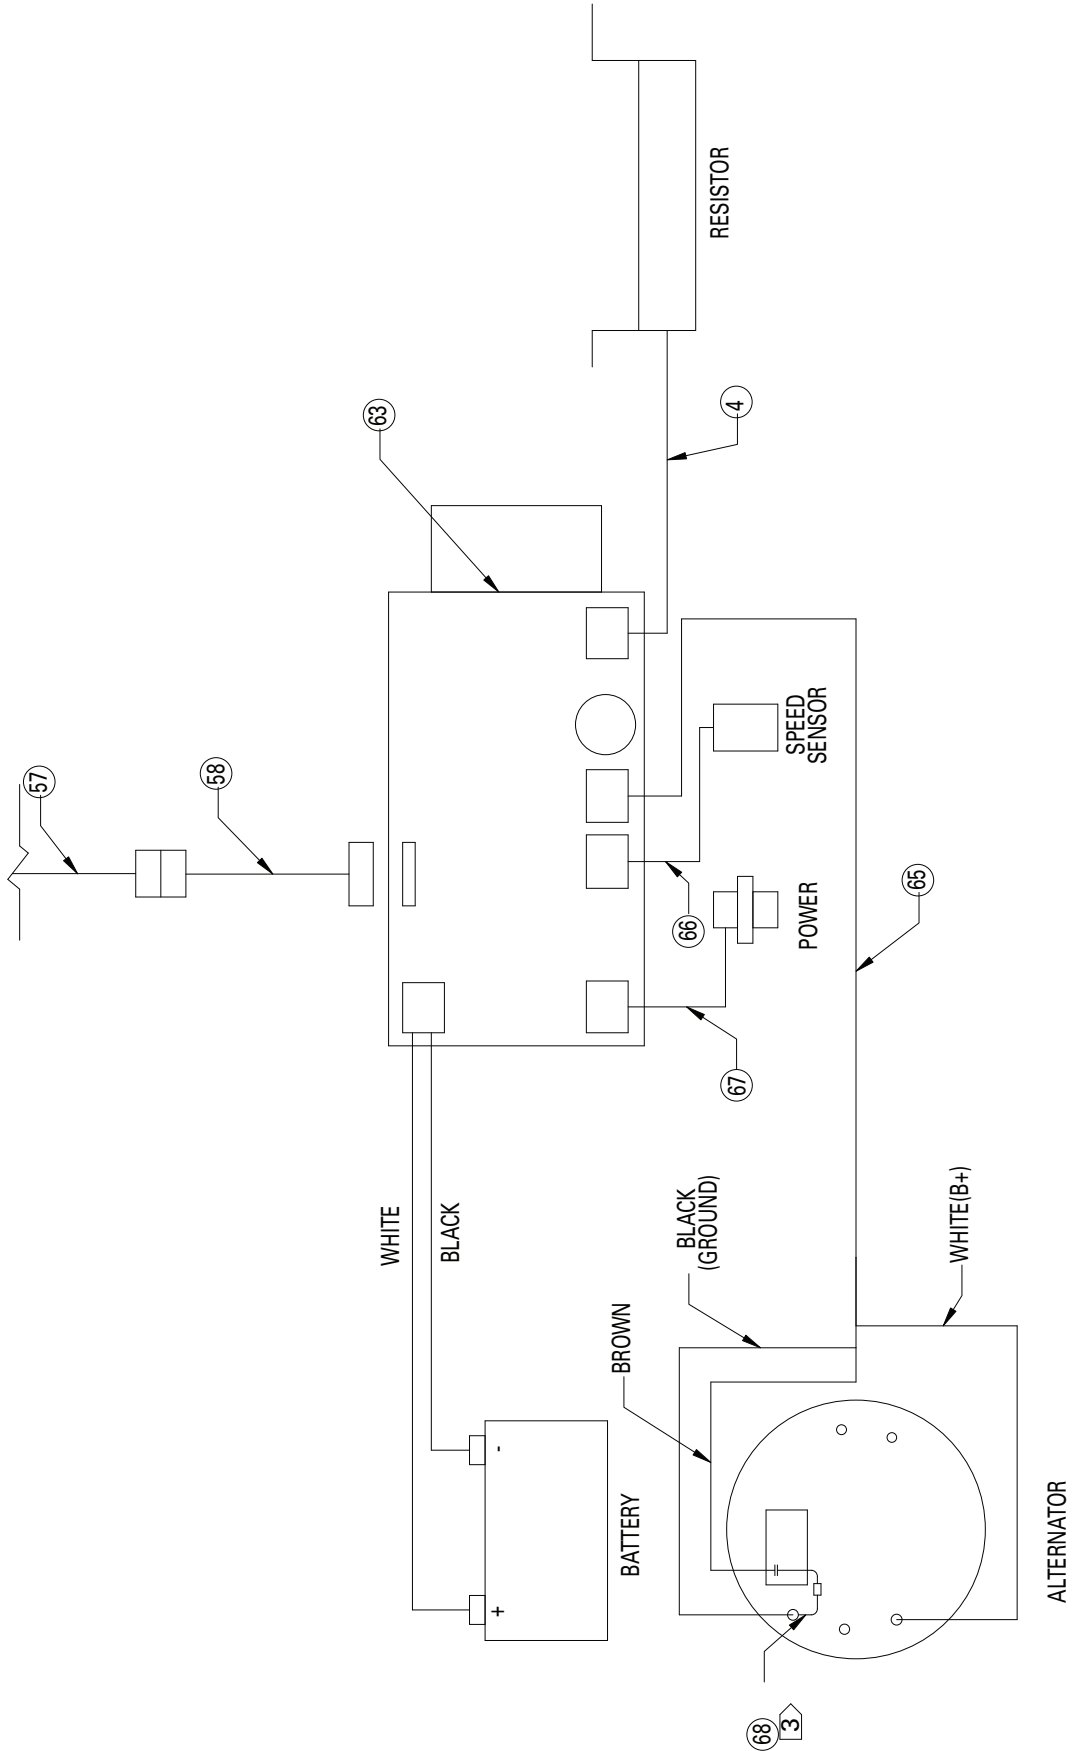 57
58
63
RESISTOR
4
SPEED
SENSOR
66
POWER
67
65
WHITE
BLACK
BLACK
(GROUND)
WHITE(B+)
BROWN
+
-
BATTERY
ALTERNATOR
68
3